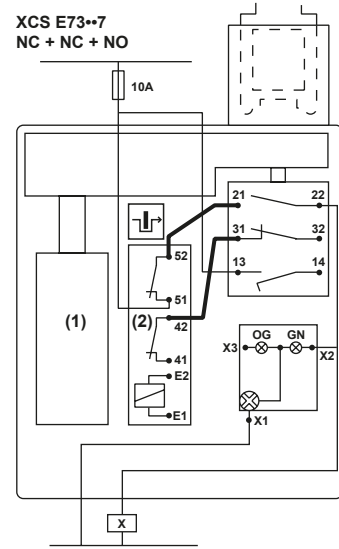 XCS E73••7
NC + NC + NO
10A
21 22
31 32
13 14
52
51
(1) (2) 42
41
E2
E1
OG GN
X3 X2
X1
X